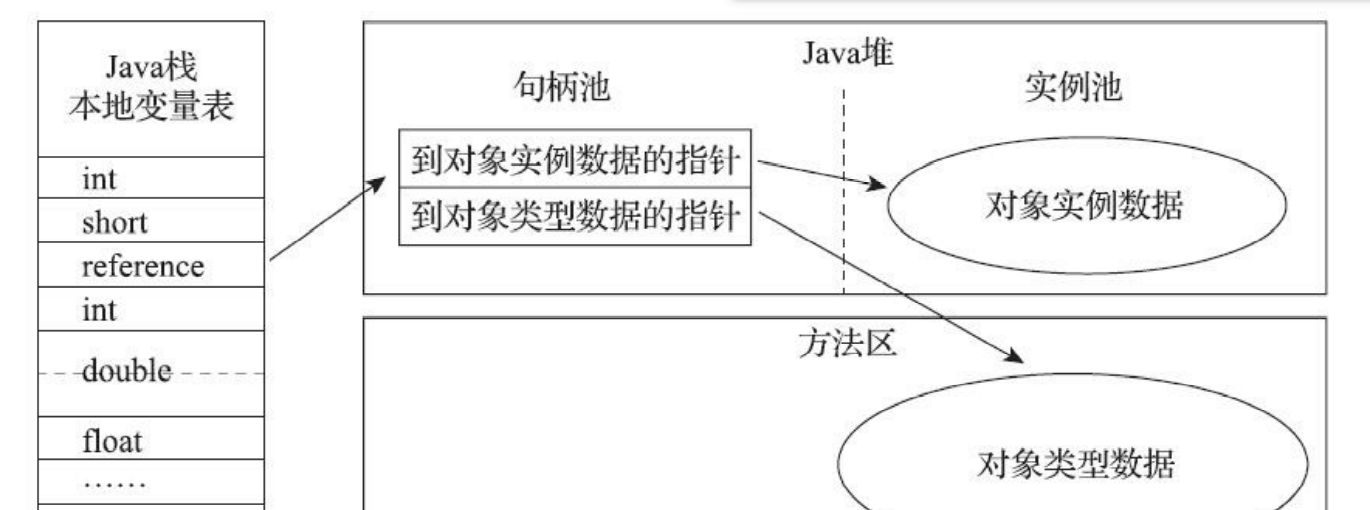 Java栈
本地变量表
int
short
reference
int
double
float
……
Java堆
句柄池
实例池
到对象实例数据的指针
到对象类型数据的指针
对象实例数据
方法区
对象类型数据